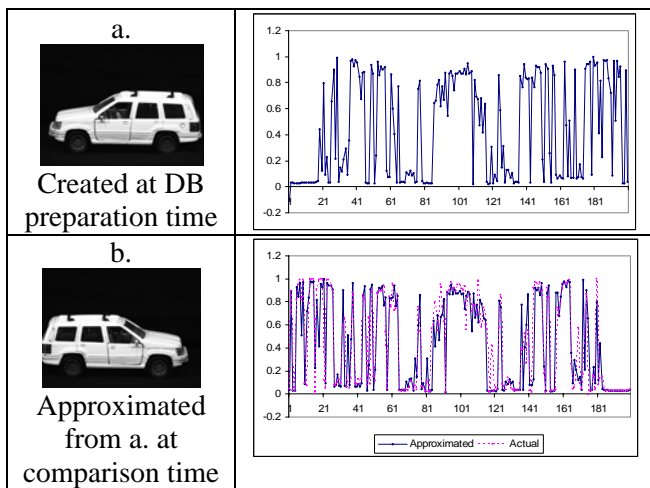 a.
Created at DB
preparation time
1.2
1
0.8
0.6
0.4
0.2
0
-0.2
1 21 41 61 81 101 121 141 161 181
b.
Approximated
from a. at
comparison time
1.2
1
0.8
0.6
0.4
0.2
0
-0.2
1 21 41 61 81 101 121 141 161 181
Approximated Actual